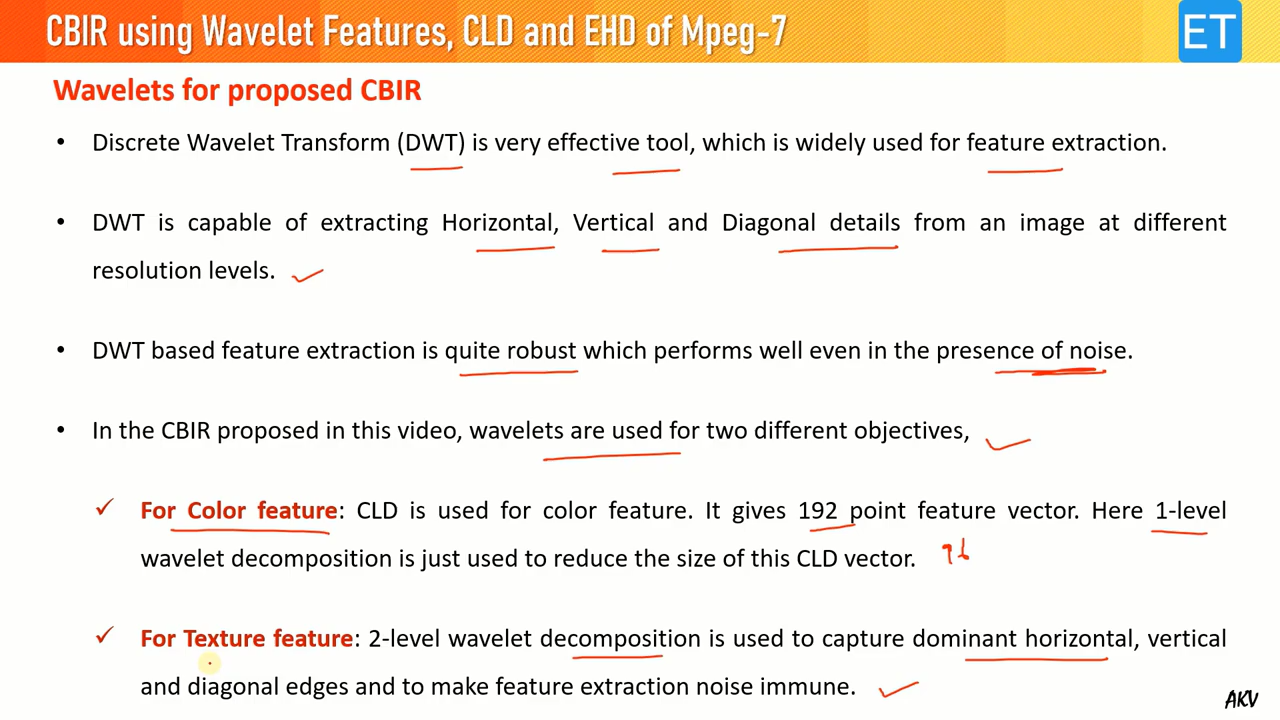 CBIR using Wavelet Features, CLD and EHD of Mpeg-7
ET
Wavelets for proposed CBIR
• Discrete Wavelet Transform (DWT) is very effective tool, which is widely used for feature extraction.
• DWT is capable of extracting Horizontal, Vertical and Diagonal details from an image at different
resolution levels.
• DWT based feature extraction is quite robust which performs well even in the presence of noise.
• In the CBIR proposed in this video, wavelets are used for two different objectives,
✓ For Color feature: CLD is used for color feature. It gives 192 point feature vector. Here 1-level
wavelet decomposition is just used to reduce the size of this CLD vector. 96
✓ For Texture feature: 2-level wavelet decomposition is used to capture dominant horizontal, vertical
and diagonal edges and to make feature extraction noise immune.
AKV